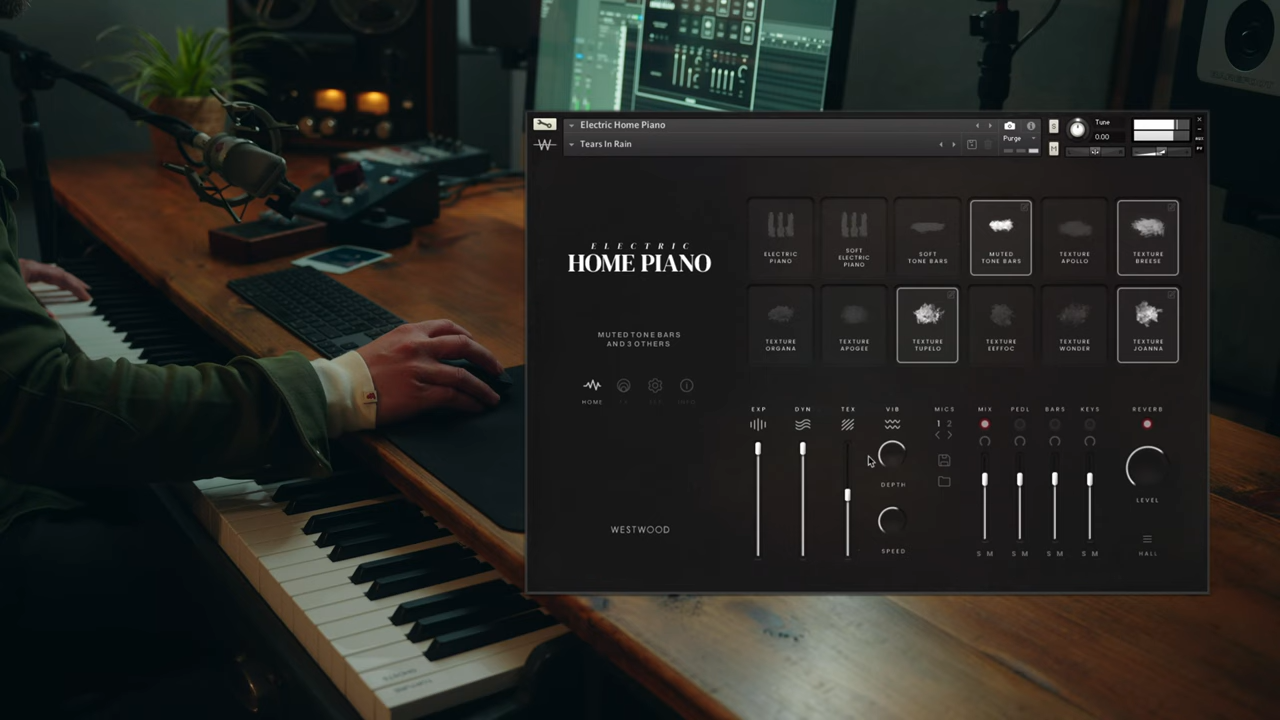 Electric Home Piano
Tears In Rain
Purge
S
M
Tune
0.00
ELECTRIC
HOME PIANO
MUTED TONE BARS
AND 3 OTHERS
HOME
WESTWOOD
ELECTRIC
PIANO
SOFT
ELECTRIC
PIANO
SOFT
TONE BARS
MUTED
TONE BARS
TEXTURE
APOLLO
TEXTURE
BREESE
TEXTURE
ORGANA
TEXTURE
APOGEE
TEXTURE
TUPELO
TEXTURE
EEFFOC
TEXTURE
WONDER
TEXTURE
JOANNA
EXP DYN TEX VIB MICS MIX PEDL BARS KEYS REVERB
1 2
DEPTH
LEVEL
SPEED
S M S M S M S M
HALL